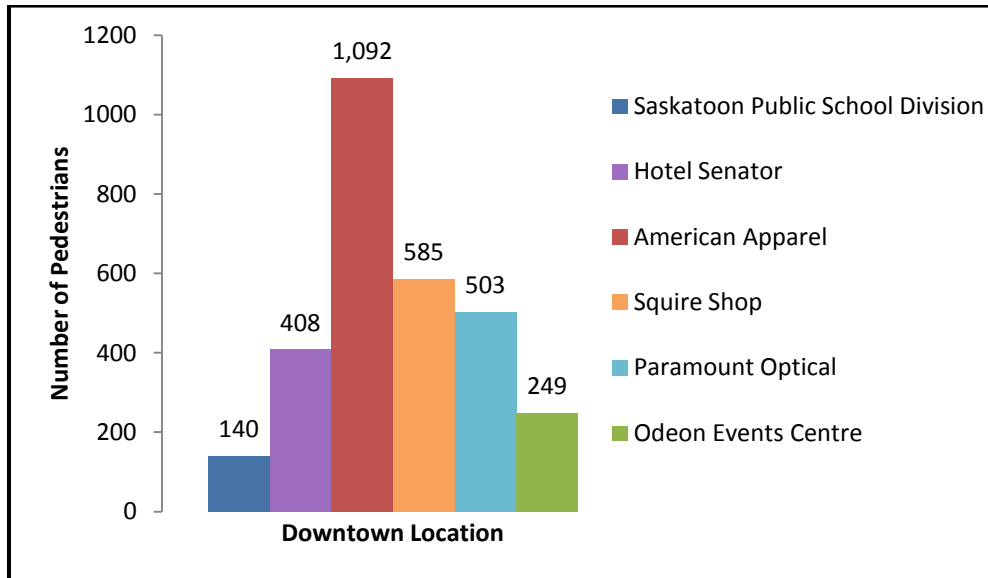 Number of Pedestrians
1200
1000
800
600
400
200
0
140
408
1,092
585
503
249
Downtown Location
Saskatoon Public School Division
Hotel Senator
American Apparel
Squire Shop
Paramount Optical
Odeon Events Centre